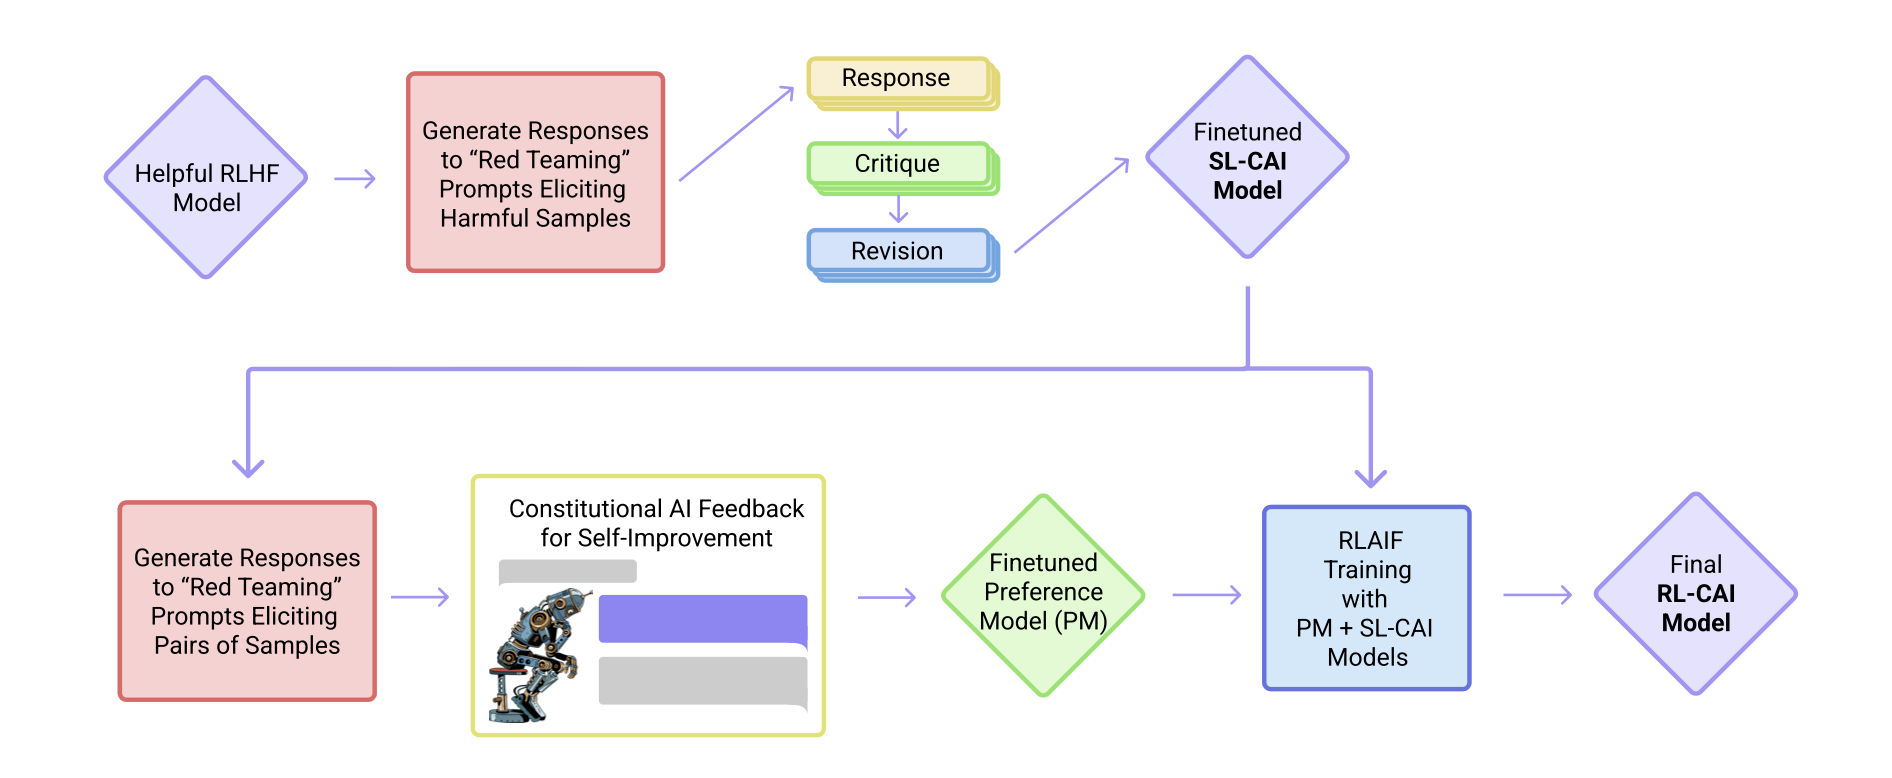 Helpful RLHF
Model
Generate Responses
to “Red Teaming”
Prompts Eliciting
Harmful Samples
Response
Critique
Revision
Finetuned
SL-CAI
Model
Generate Responses
to “Red Teaming”
Prompts Eliciting
Pairs of Samples
Constitutional AI Feedback
for Self-Improvement
Finetuned
Preference
Model (PM)
RLAIF
Training
with
PM + SL-CAI
Models
Final
RL-CAI
Model